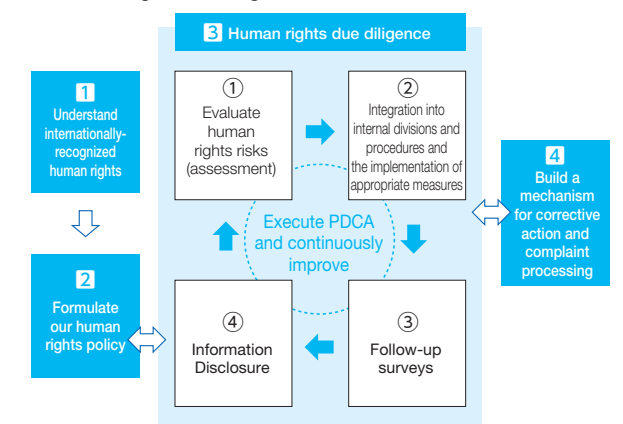 3 Human rights due diligence
1
Understand
internationally-
recognized
human rights
2
Formulate
our human
rights policy
①
Evaluate
human
rights risks
(assessment)
②
Integration into
internal divisions and
procedures and
the implementation of
appropriate measures
Execute PDCA
and continuously
improve
④
Information
Disclosure
③
Follow-up
surveys
4
Build a
mechanism
for corrective
action and
complaint
processing